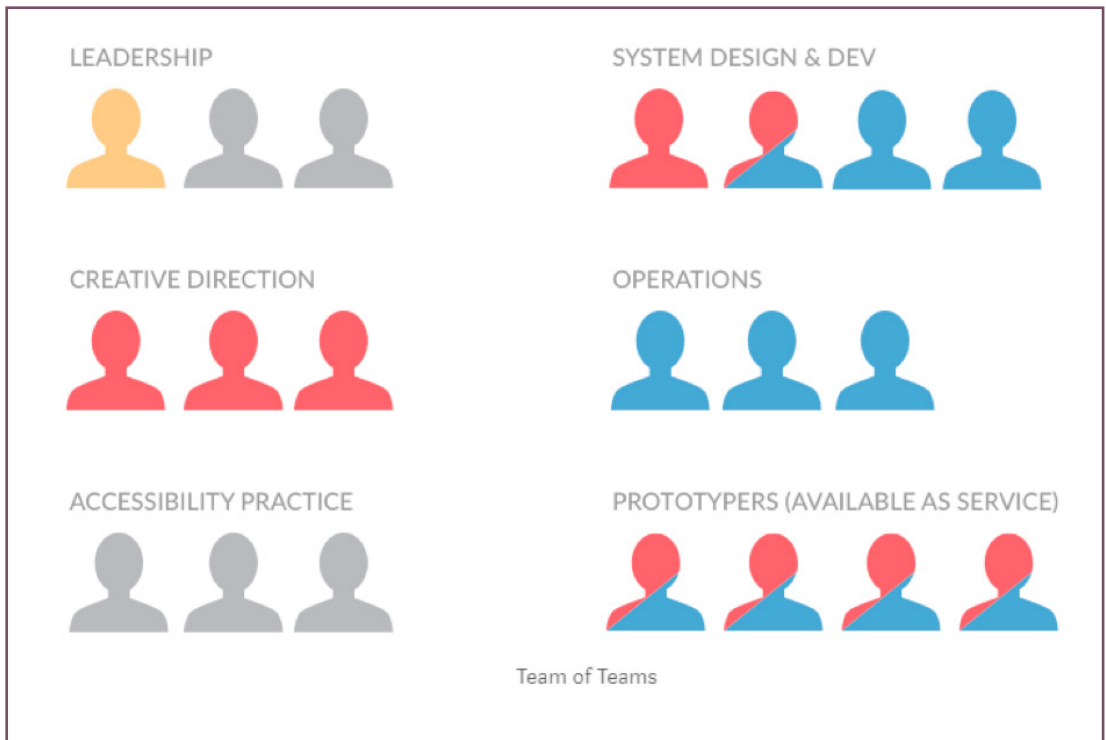 LEADERSHIP
SYSTEM DESIGN & DEV
CREATIVE DIRECTION
OPERATIONS
ACCESSIBILITY PRACTICE
PROTOTYPERS (AVAILABLE AS SERVICE)
Team of Teams